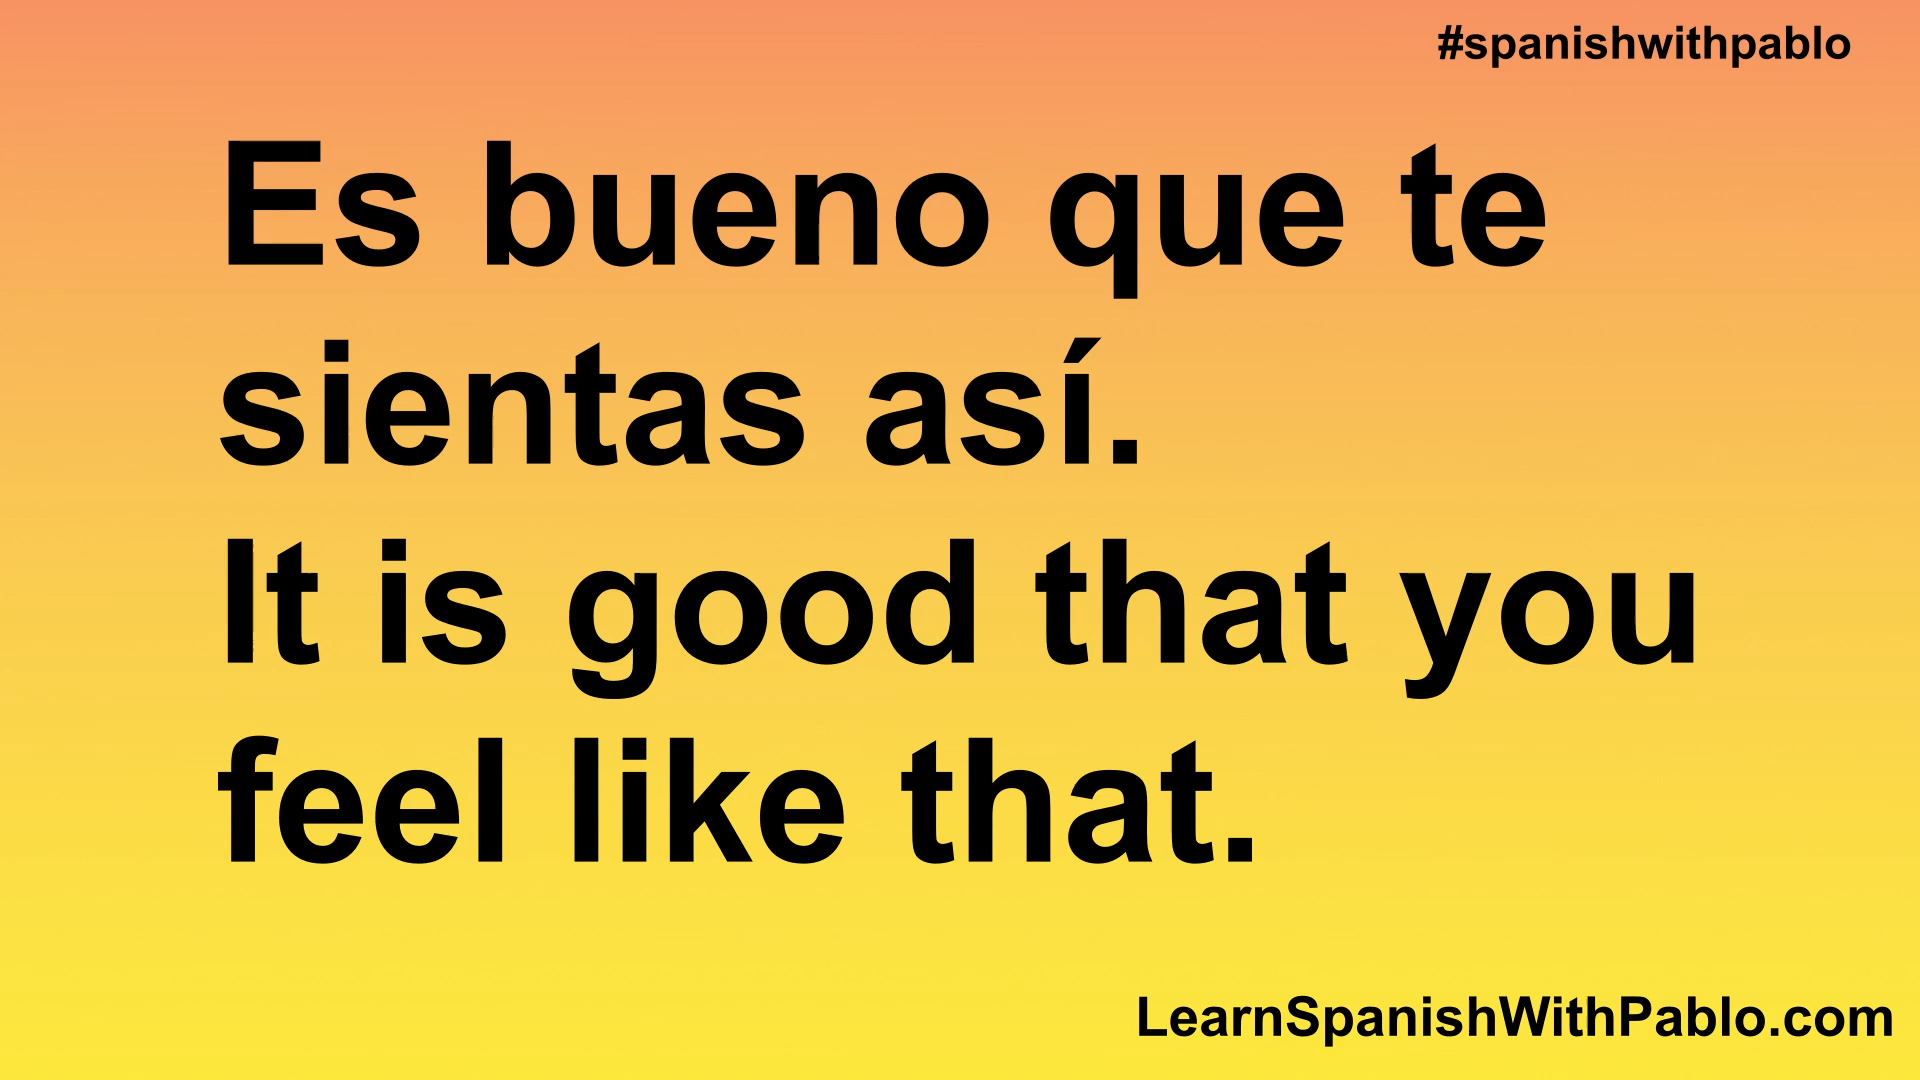 #spanishwithpablo
Es bueno que te
sientas así.
It is good that you
feel like that.
LearnSpanishWithPablo.com